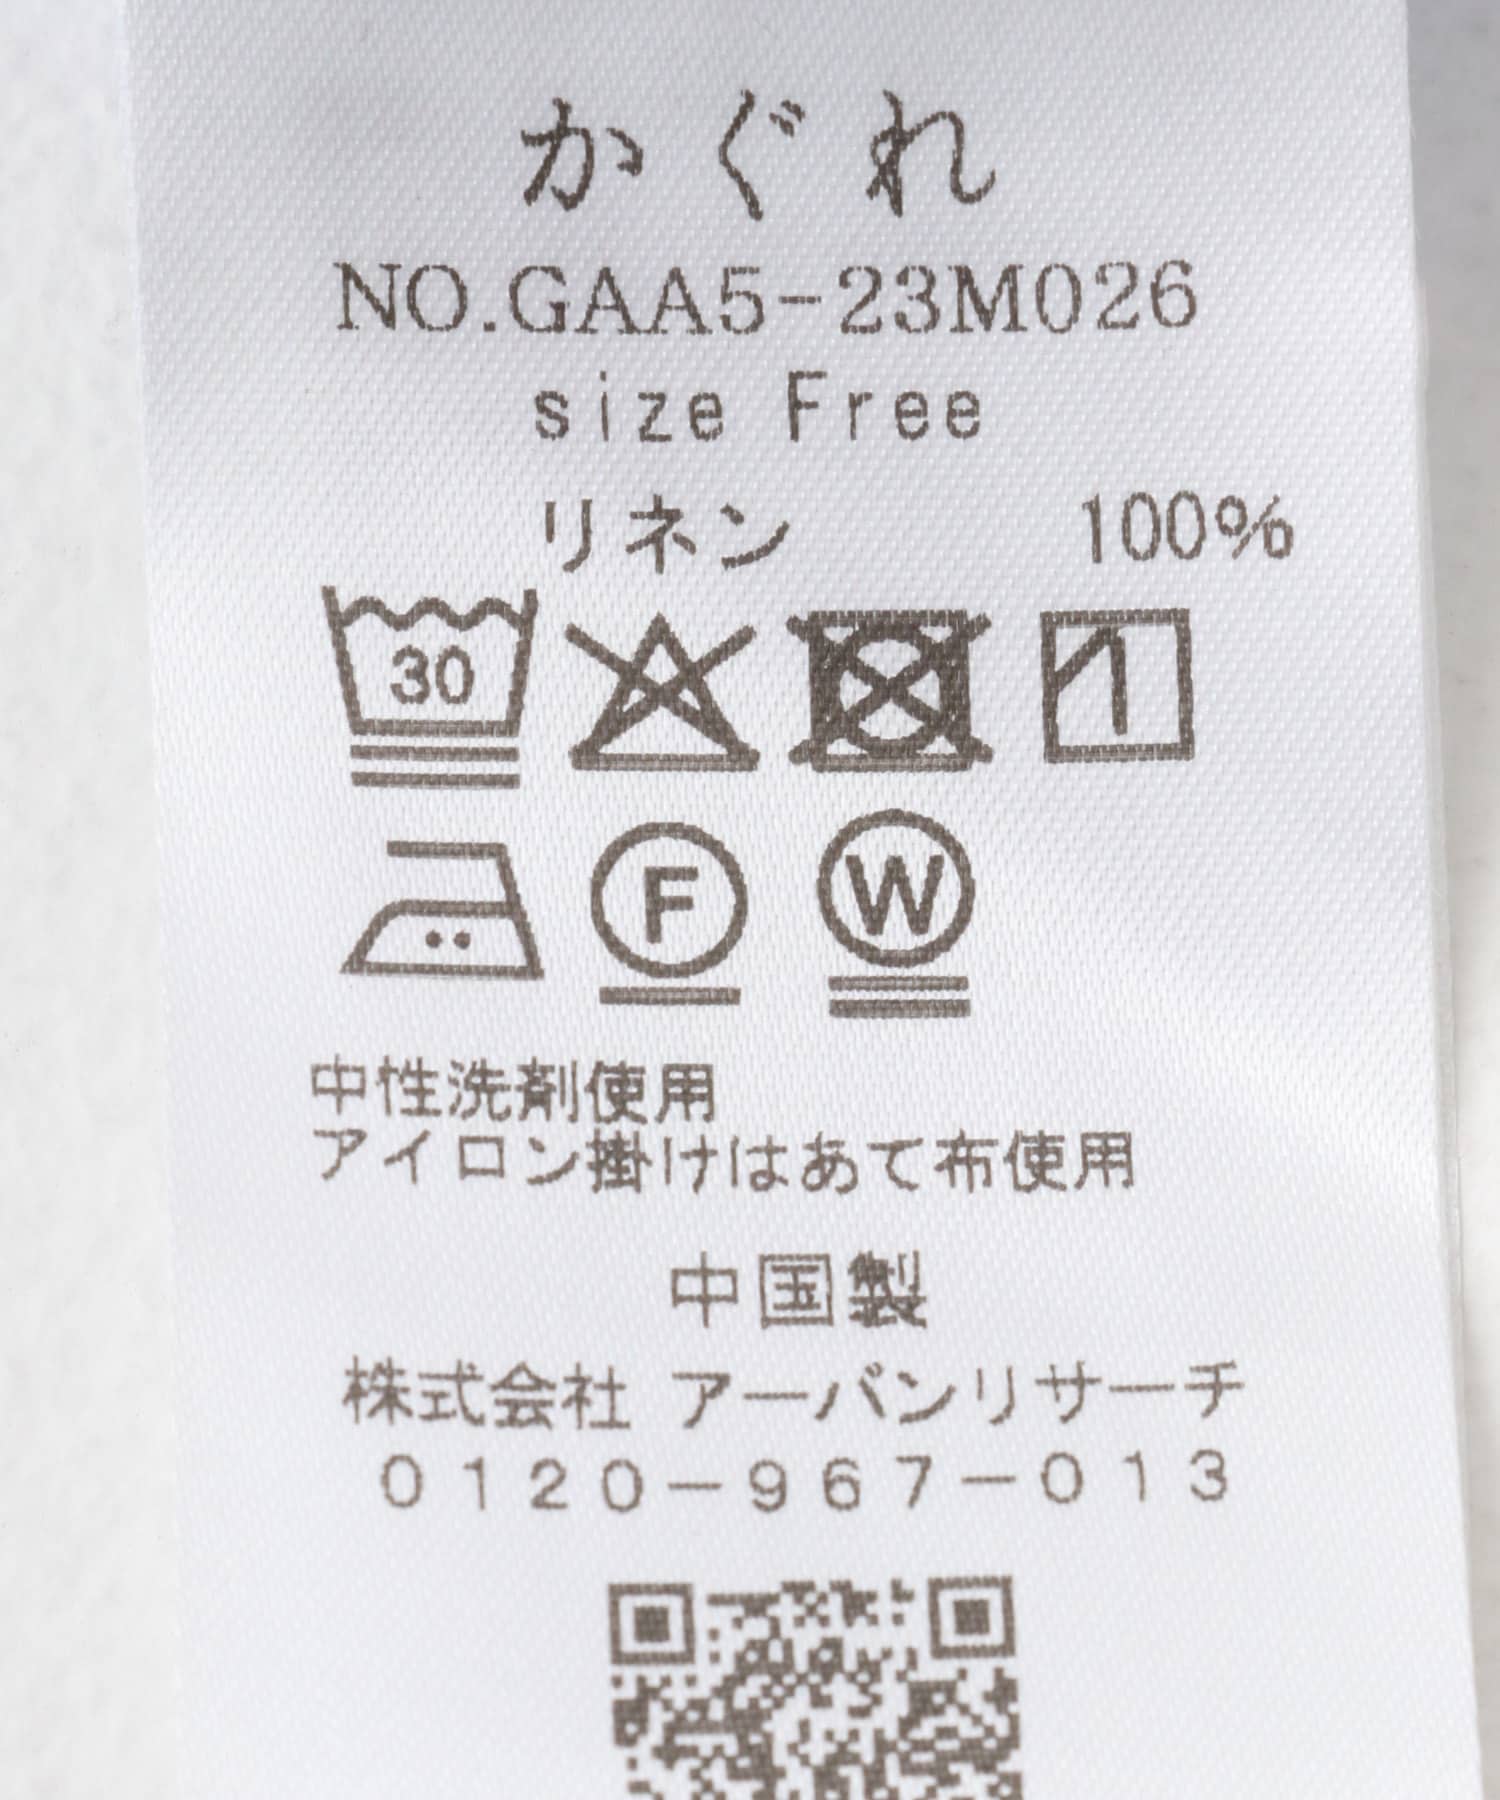 かぐれ
NO.GAA5-23M026
size Free
リネン 100%
30
F W
中性洗剤使用
アイロン掛けはあて布使用
中国製
株式会社 アーバンリサーチ
0120-967-013